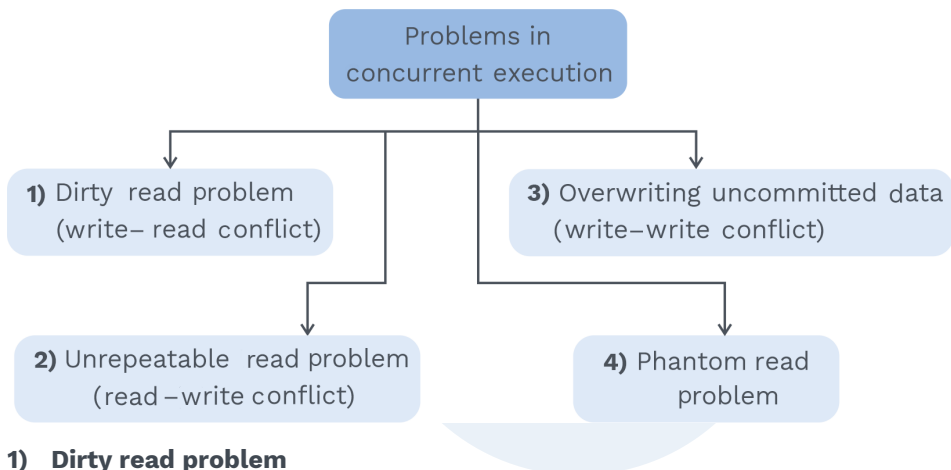 Problems in
concurrent execution
1) Dirty read problem
(write– read conflict)
3) Overwriting uncommitted data
(write–write conflict)
2) Unrepeatable read problem
(read –write conflict)
4) Phantom read
problem
1) Dirty read problem